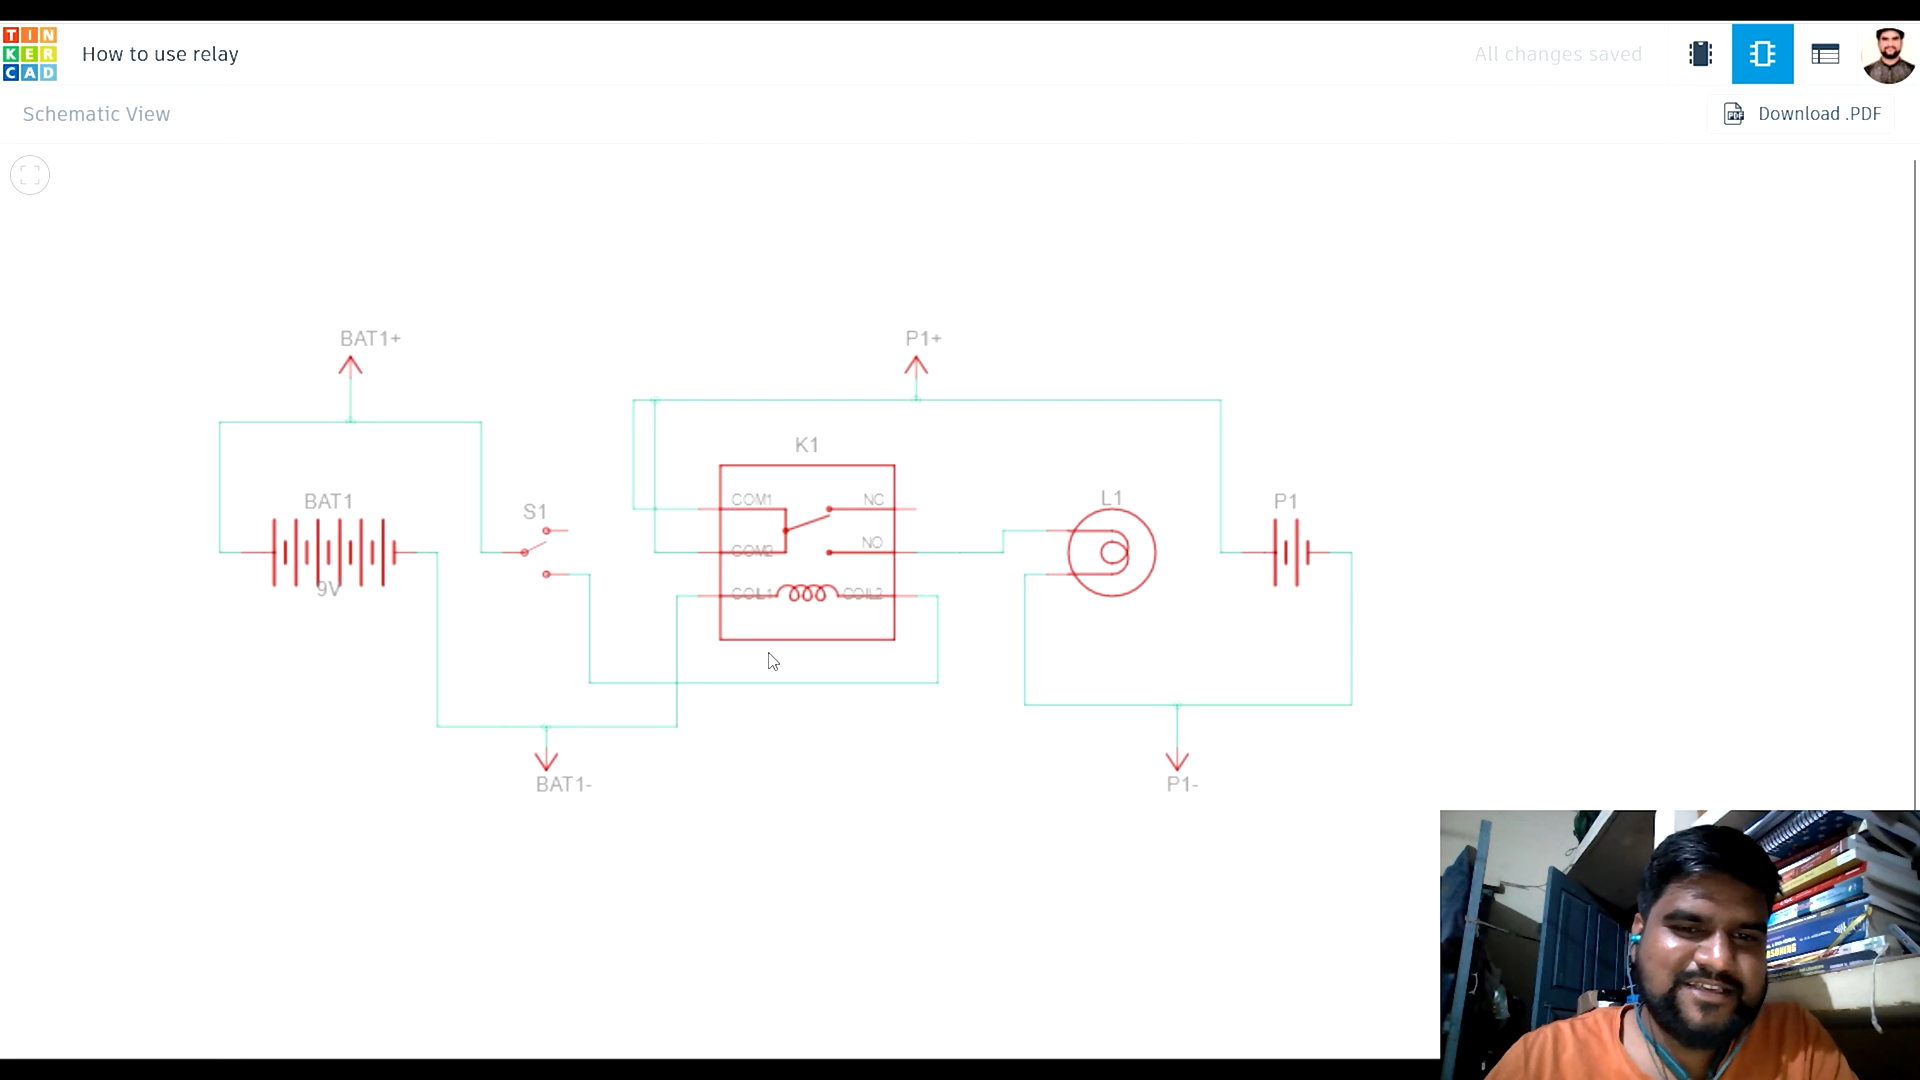 TIN
KER
CAD
How to use relay
All changes saved
Schematic View
PDF
Download .PDF
BAT1+
P1+
K1
BAT1
S1
COM1
NC
L1
P1
COM2
NO
9V
COIL1
COIL2
BAT1-
P1-